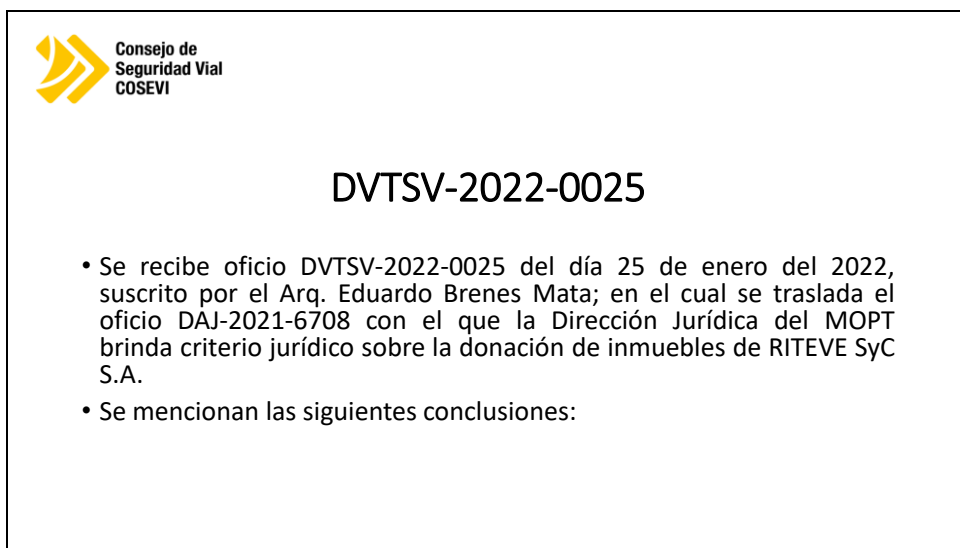 Consejo de
Seguridad Vial
COSEVI
DVTSV-2022-0025
• Se recibe oficio DVTSV-2022-0025 del día 25 de enero del 2022,
suscrito por el Arq. Eduardo Brenes Mata; en el cual se traslada el
oficio DAJ-2021-6708 con el que la Dirección Jurídica del MOPT
brinda criterio jurídico sobre la donación de inmuebles de RITEVE SyC
S.A.
• Se mencionan las siguientes conclusiones: